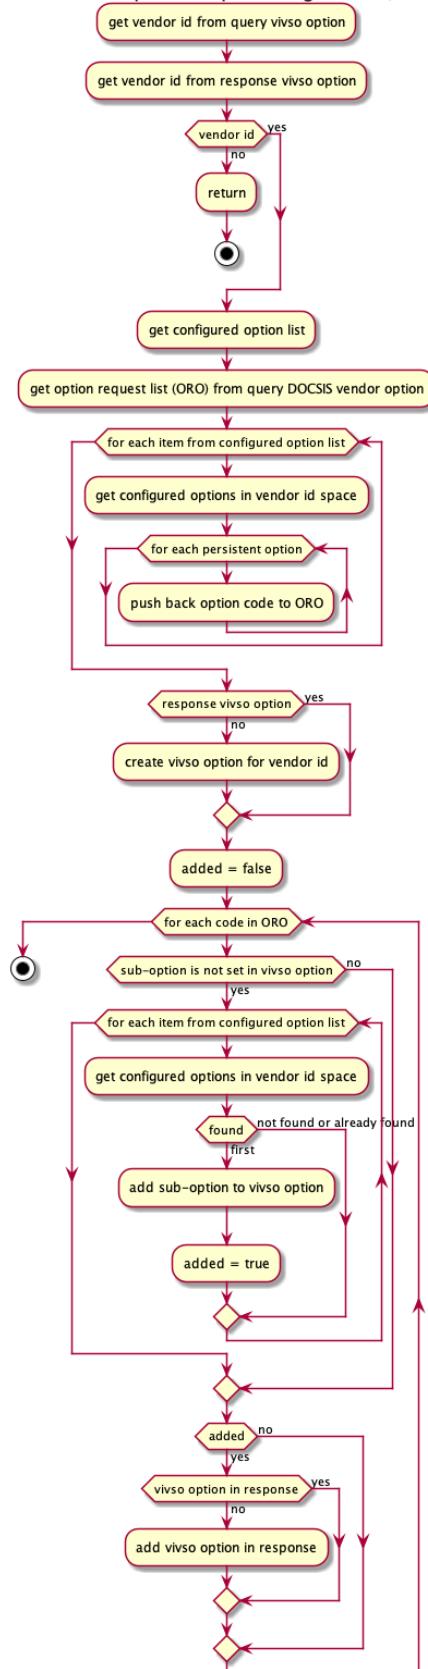 get vendor id from query vivso option
get vendor id from response vivso option
vendor id
yes
no
return
get configured option list
get option request list (ORO) from query DOCSIS vendor option
for each item from configured option list
get configured options in vendor id space
for each persistent option
push back option code to ORO
response vivso option
yes
no
create vivso option for vendor id
added = false
for each code in ORO
sub-option is not set in vivso option
no
yes
for each item from configured option list
get configured options in vendor id space
found
not found or already found
first
add sub-option to vivso option
added = true
added
no
yes
vivso option in response
yes
no
add vivso option in response